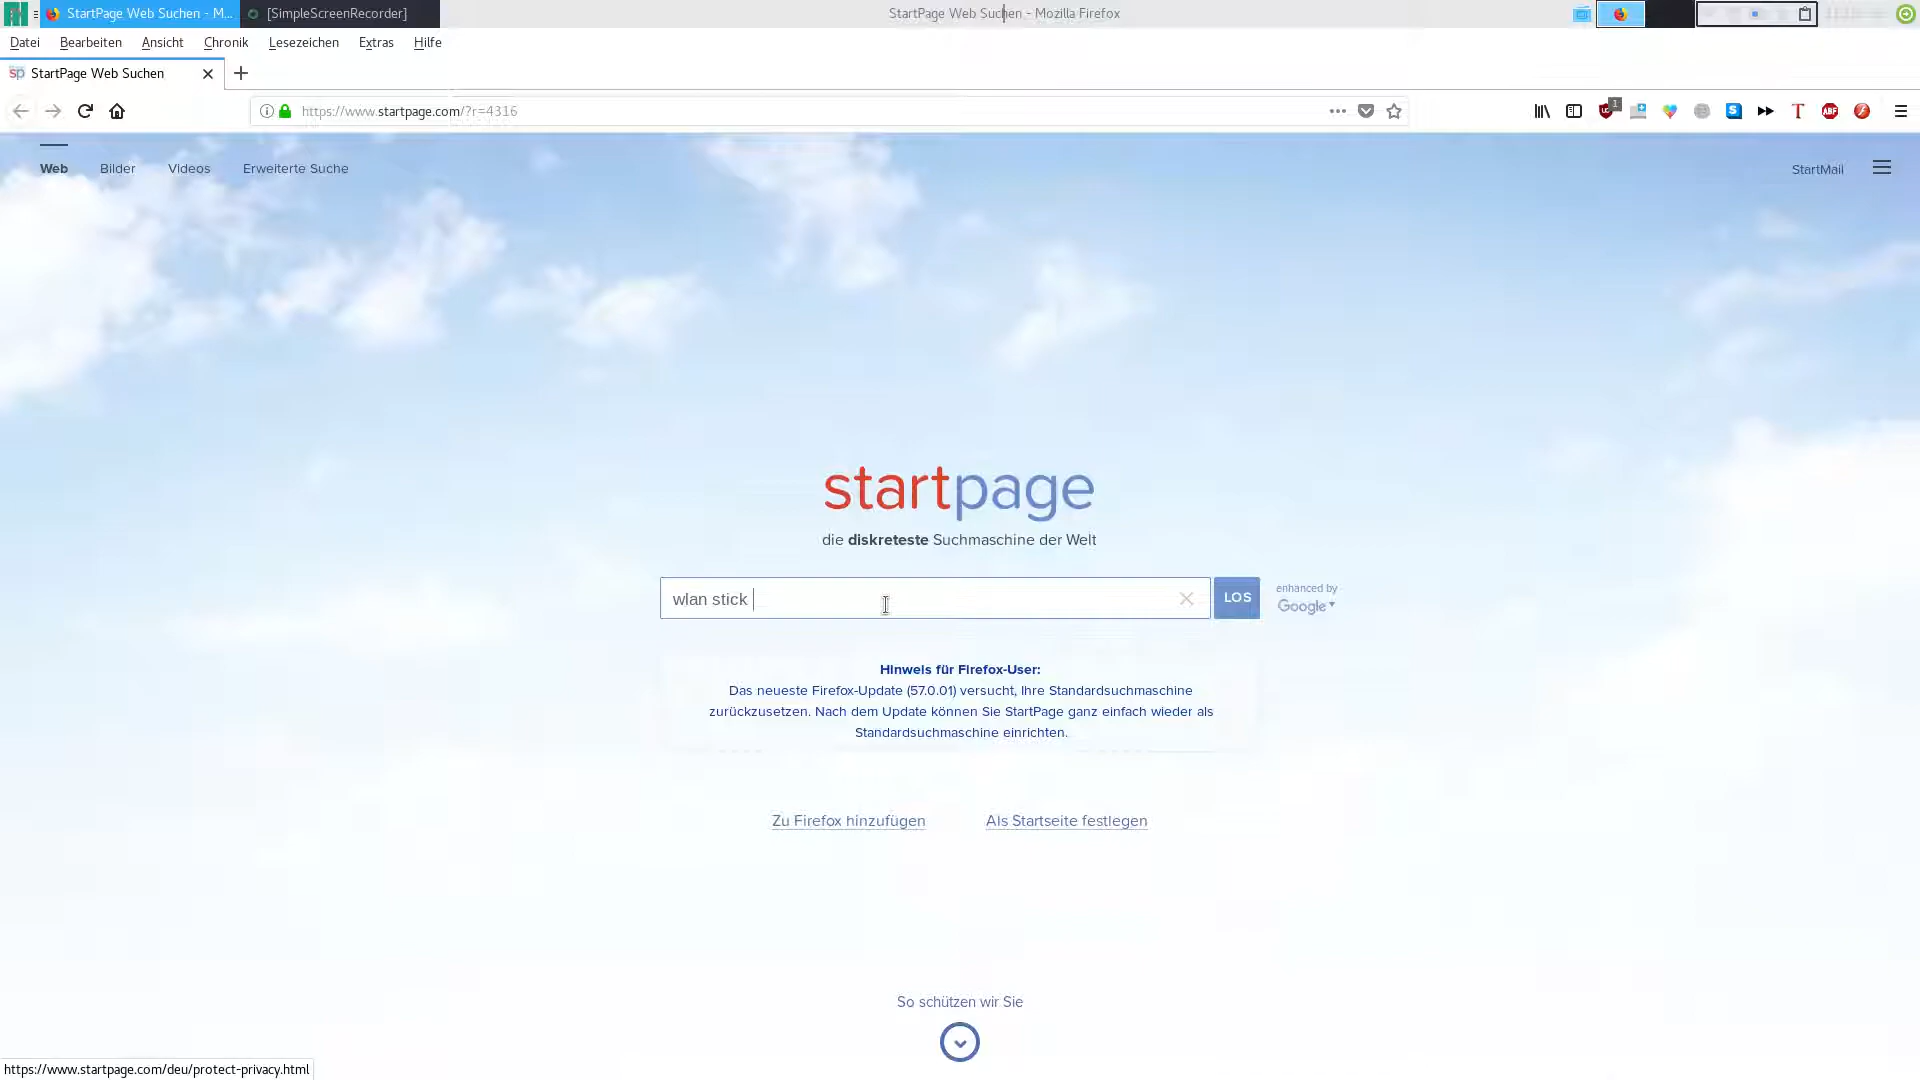 StartPage Web Suchen - M...
[SimpleScreenRecorder]
StartPage Web Suchen - Mozilla Firefox
Datei Bearbeiten Ansicht Chronik Lesezeichen Extras Hilfe
sp StartPage Web Suchen
https://www.startpage.com/?r=4316
1
S
T
ABP
Web Bilder Videos Erweiterte Suche
StartMail
startpage
die diskreteste Suchmaschine der Welt
wlan stick
LOS
enhanced by
Google
Hinweis für Firefox-User:
Das neueste Firefox-Update (57.0.01) versucht, Ihre Standardsuchmaschine
zurückzusetzen. Nach dem Update können Sie StartPage ganz einfach wieder als
Standardsuchmaschine einrichten.
Zu Firefox hinzufügen Als Startseite festlegen
So schützen wir Sie
https://www.startpage.com/deu/protect-privacy.html